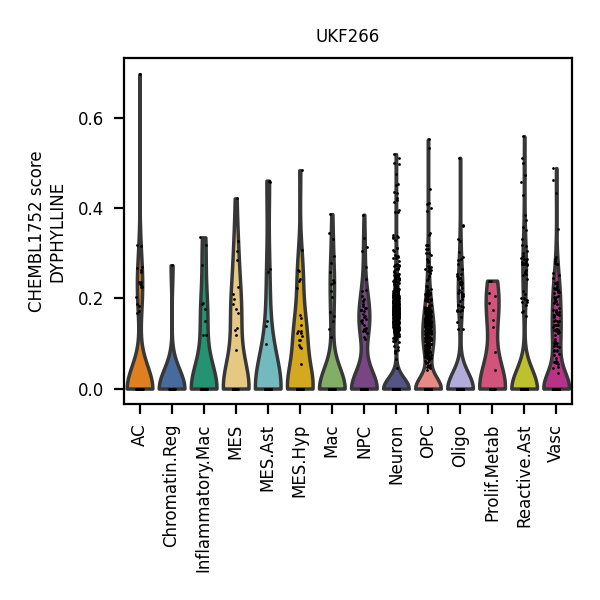 UKF266
CHEMBL1752 score
DYPHYLLINE
0.6
0.4
0.2
0.0
AC
Chromatin.Reg
Inflammatory.Mac
MES
MES.Ast
MES.Hyp
Mac
NPC
Neuron
OPC
Oligo
Prolif.Metab
Reactive.Ast
Vasc